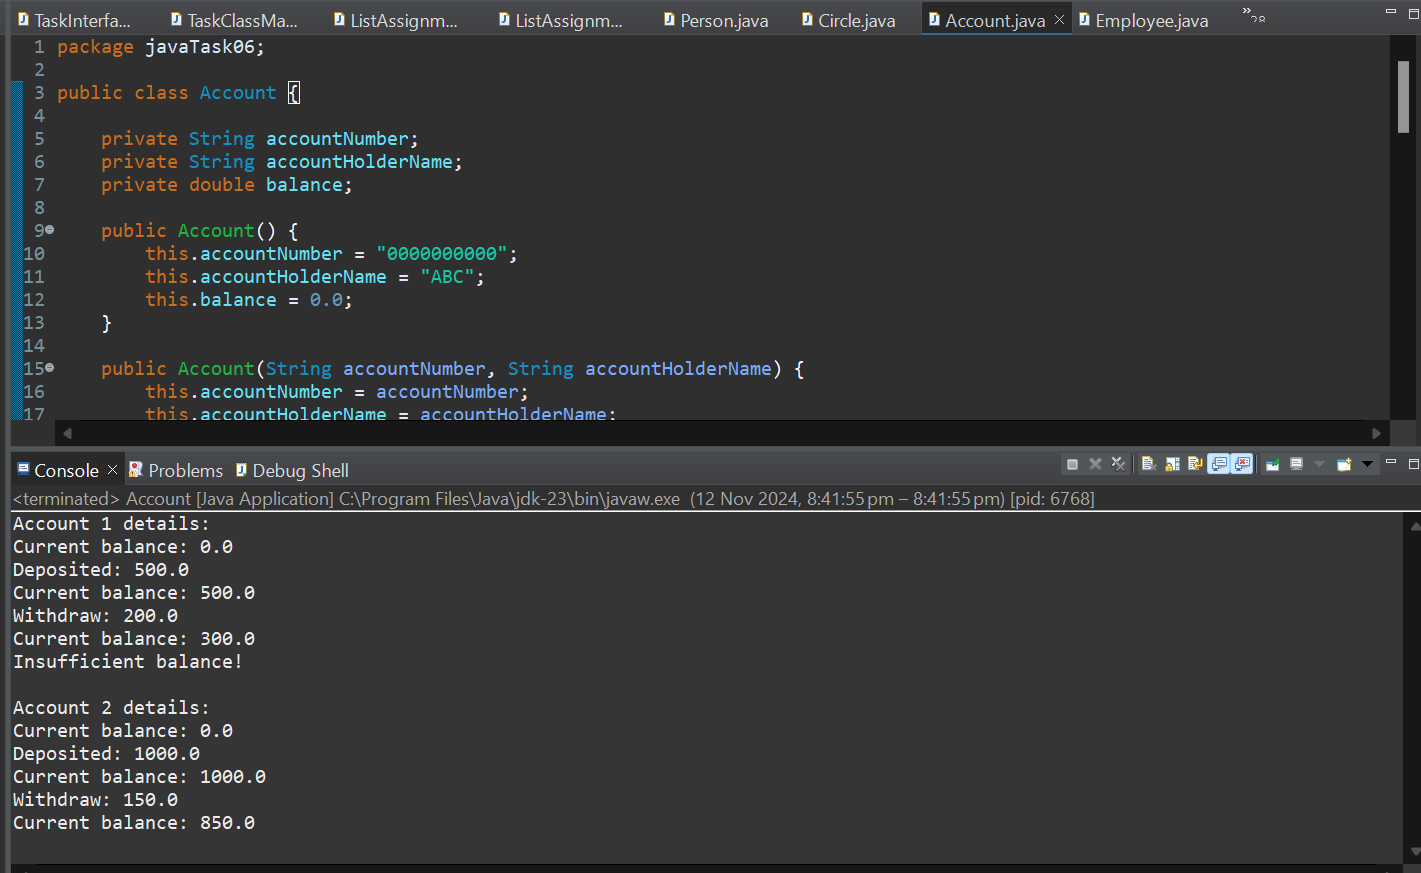 TaskInterfa... TaskClassMa... ListAssignm... ListAssignm... Person.java Circle.java Account.java Employee.java »28
1 package javaTask06;
2
3 public class Account {
4
5 private String accountNumber;
6 private String accountHolderName;
7 private double balance;
8
9 public Account() {
10 this.accountNumber = "0000000000";
11 this.accountHolderName = "ABC";
12 this.balance = 0.0;
13 }
14
15 public Account(String accountNumber, String accountHolderName) {
16 this.accountNumber = accountNumber;
17 this.accountHolderName = accountHolderName;
Console Problems Debug Shell
<terminated> Account [Java Application] C:\Program Files\Java\jdk-23\bin\javaw.exe (12 Nov 2024, 8:41:55 pm – 8:41:55 pm) [pid: 6768]
Account 1 details:
Current balance: 0.0
Deposited: 500.0
Current balance: 500.0
Withdraw: 200.0
Current balance: 300.0
Insufficient balance!

Account 2 details:
Current balance: 0.0
Deposited: 1000.0
Current balance: 1000.0
Withdraw: 150.0
Current balance: 850.0